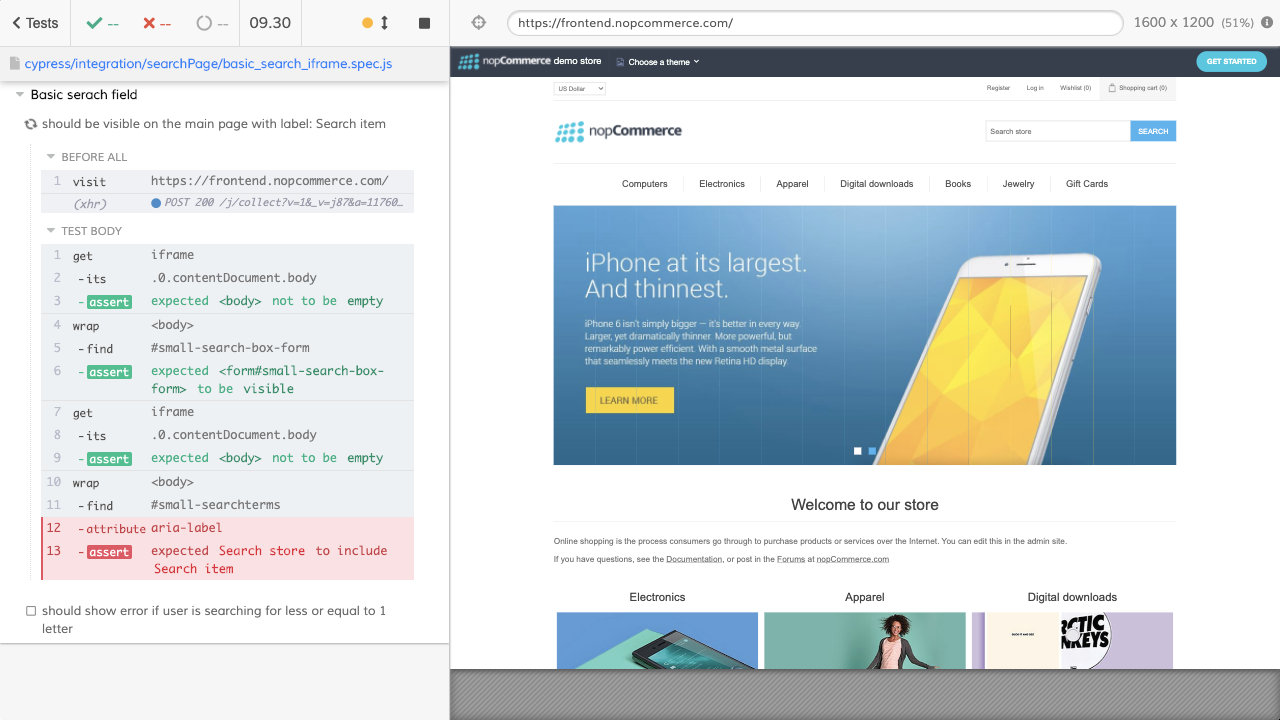 Tests
--
--
--
09.30
https://frontend.nopcommerce.com/
1600 x 1200 (51%)
cypress/integration/searchPage/basic_search_iframe.spec.js
Basic serach field
should be visible on the main page with label: Search item
BEFORE ALL
1 visit https://frontend.nopcommerce.com/
(xhr) POST 200 /j/collect?v=1&_v=j87&a=11760…
TEST BODY
1 get iframe
2 -its .0.contentDocument.body
3 -assert expected <body> not to be empty
4 wrap <body>
5 -find #small-search-box-form
6 -assert expected <form#small-search-box-
form> to be visible
7 get iframe
8 -its .0.contentDocument.body
9 -assert expected <body> not to be empty
10 wrap <body>
11 -find #small-searchterms
12 -attribute aria-label
13 -assert expected Search store to include
Search item
should show error if user is searching for less or equal to 1
letter
nopCommerce demo store
Choose a theme
GET STARTED
US Dollar
Register
Log in
Wishlist (0)
Shopping cart (0)
nopCommerce
Search store
SEARCH
Computers
Electronics
Apparel
Digital downloads
Books
Jewelry
Gift Cards
iPhone at its largest.
And thinnest.
iPhone 6 isn't simply bigger – it's better in every way
Larger, yet dramatically thinner. More powerful, but
remarkably power efficient. With a smooth metal surface
that seamlessly meets the new Retina HD display.
LEARN MORE
Welcome to our store
Online shopping is the process consumers go through to purchase products or services over the Internet. You can edit this in the admin site.
If you have questions, see the Documentation, or post in the Forums at nopCommerce.com
Electronics
Apparel
Digital downloads